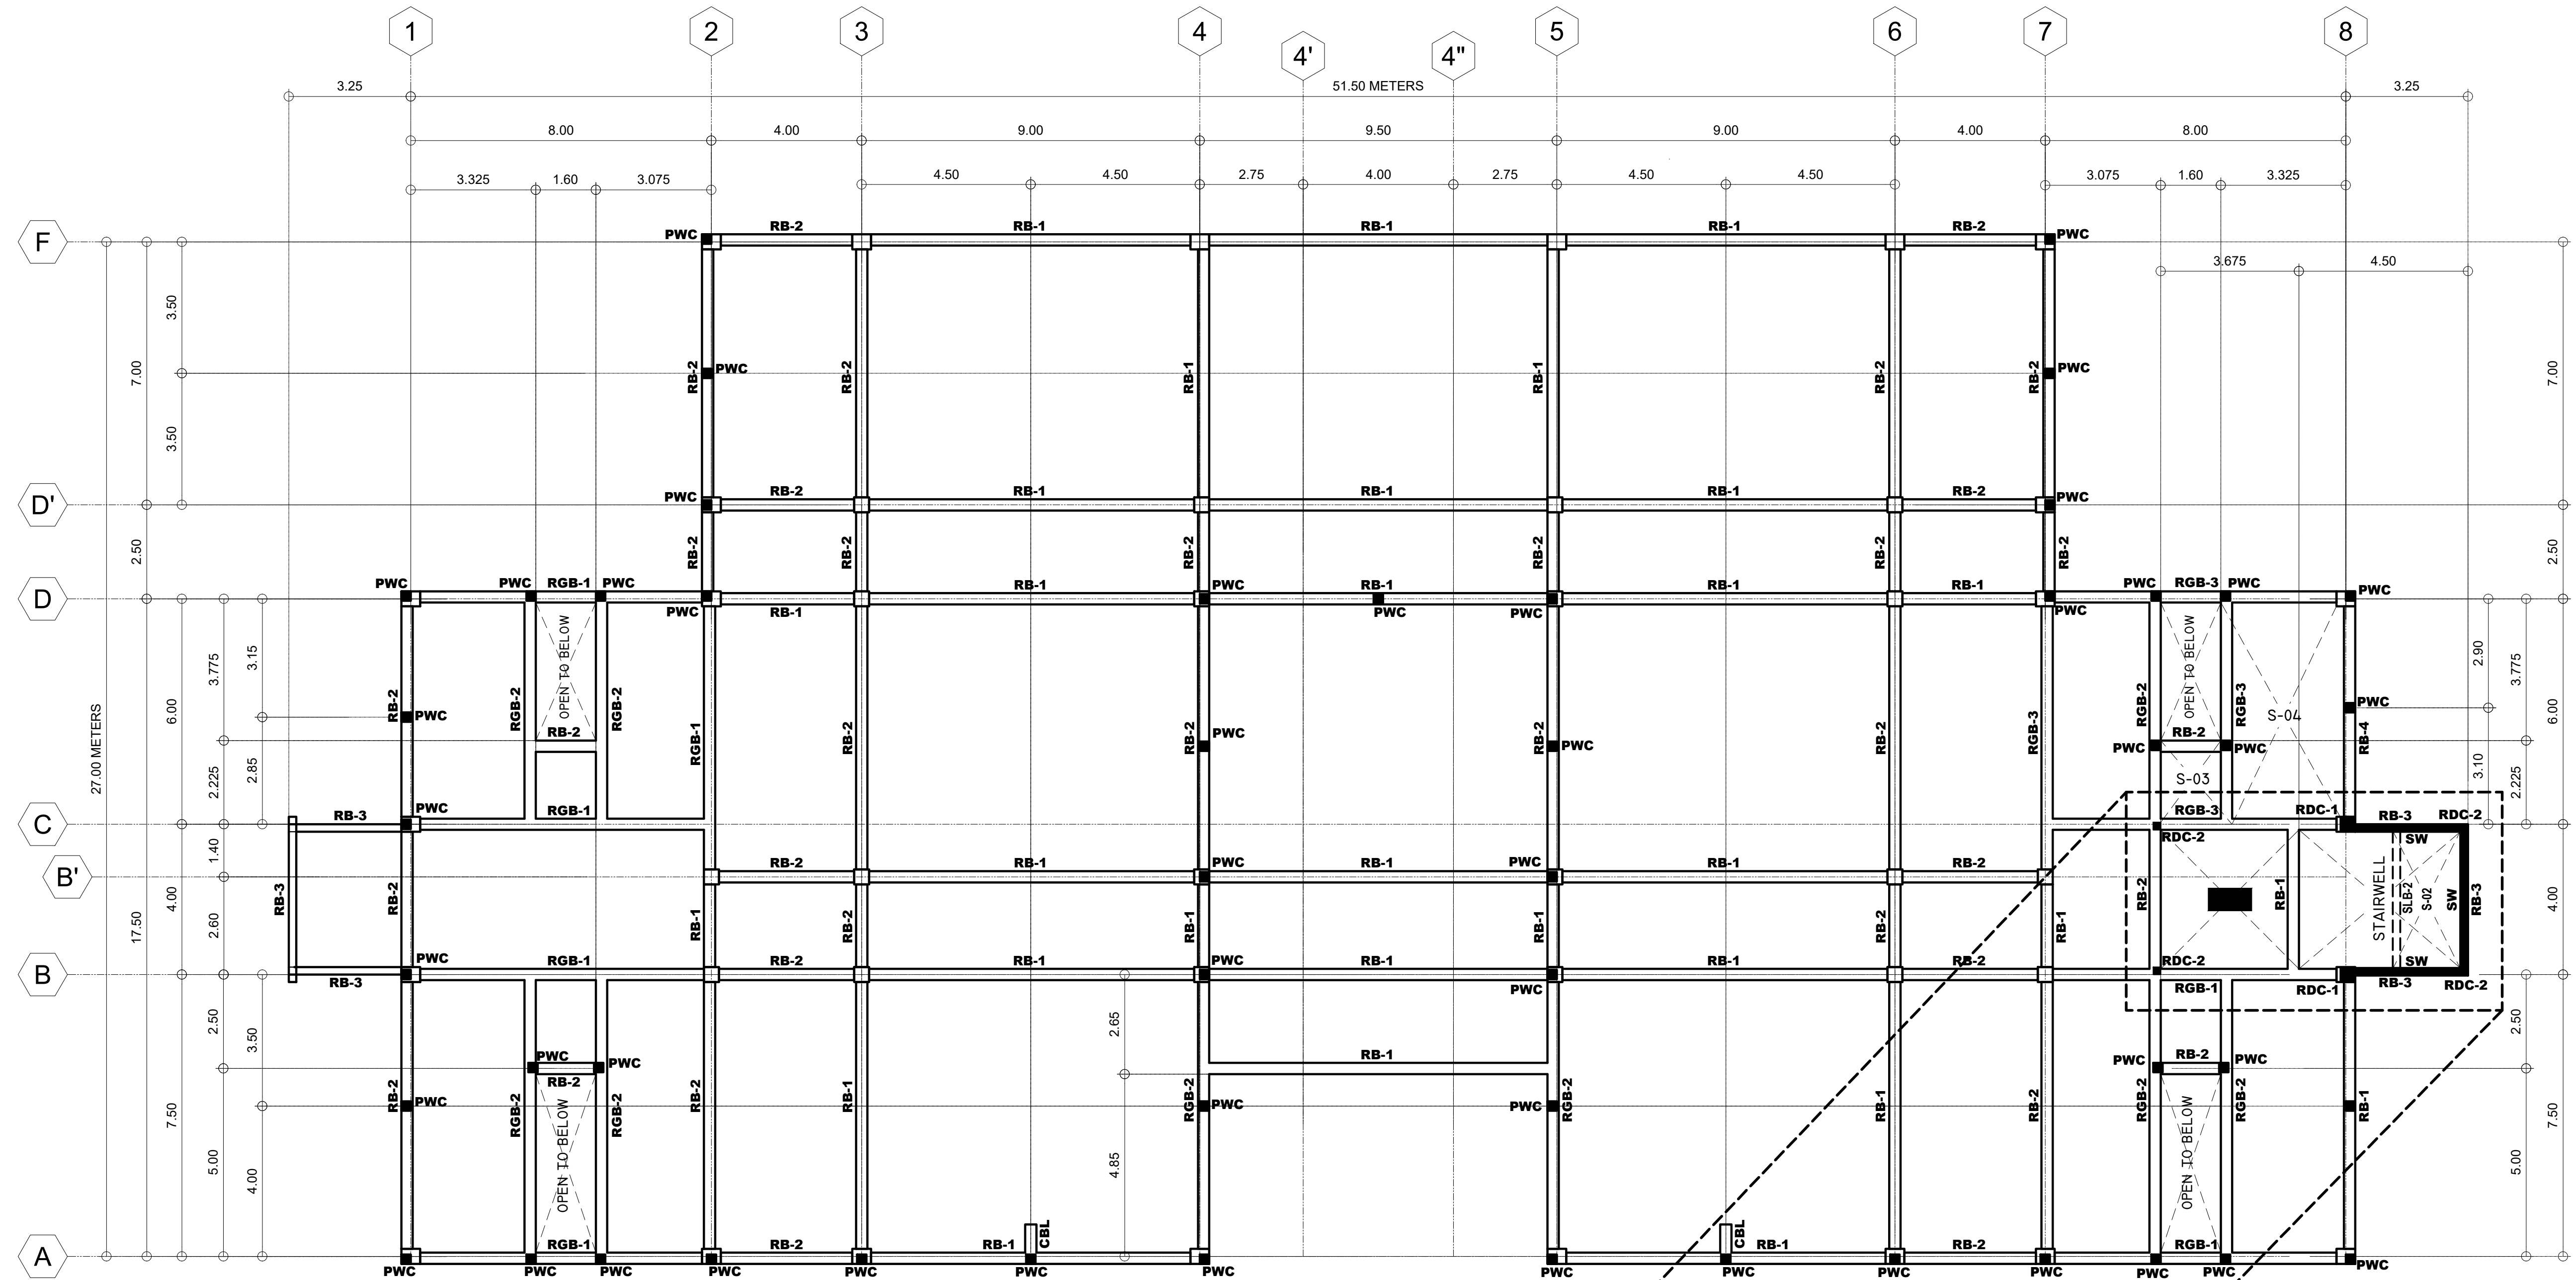 1 2 3 4 5 6 7 8
4' 4"
3.25 51.50 METERS 3.25
8.00 4.00 9.00 9.50 9.00 4.00 8.00
3.325 1.60 3.075 4.50 4.50 2.75 4.00 2.75 4.50 4.50 3.075 1.60 3.325
F PWC RB-2 RB-1 RB-1 RB-1 RB-2 PWC
3.675 4.50
3.50
7.00 RB-2 PWC RB-2 RB-1 RB-1 RB-2 RB-2 PWC 7.00
3.50
D' PWC RB-2 RB-1 RB-1 RB-1 RB-2 PWC
2.50 RB-2 RB-2 RB-2 RB-2 RB-2 RB-2 2.50
D PWC PWC RGB-1 PWC RB-1 PWC RB-1 RB-1 RB-1 PWC RGB-3 PWC PWC
PWC RB-1 PWC PWC PWC
3.15 3.775 OPEN TO BELOW OPEN TO BELOW 2.90 3.775
27.00 METERS 6.00 RB-2 PWC RGB-2 RGB-2 RGB-1 RB-2 RB-2 PWC RB-2 PWC RB-2 RGB-3 RGB-2 RGB-3 S-04 PWC RB-4 6.00
RB-2 RB-2
PWC PWC
2.225 2.85 S-03 3.10 2.225
C RB-3 PWC RGB-1 RGB-3 RDC-1 RB-3 RDC-2
RDC-2 SW
1.40
B' RB-2 RB-1 PWC RB-1 PWC RB-1 RB-2
17.50 4.00 2.60 RB-3 RB-2 RB-1 RB-2 RB-1 RB-1 RB-2 RB-1 RB-2 RB-1 STAIRWELL SLB-2 S-02 SW RB-3 4.00
B PWC RGB-1 RB-2 RB-1 PWC RB-1 RB-1 RB-2 RDC-2 SW
RB-3 PWC RGB-1 RDC-1 RB-3 RDC-2
2.50 3.50 2.65 2.50
PWC PWC RB-1 PWC RB-2 PWC
RB-2
7.50 RB-2 PWC RGB-2 RGB-2 RB-2 RB-1 RGB-2 PWC PWC RGB-2 RB-1 RB-2 RGB-2 RGB-2 RB-1 7.50
5.00 4.00 OPEN TO BELOW 4.85 OPEN TO BELOW 5.00
CBL CBL
A RGB-1 RB-2 RB-1 RB-1 RB-2 RGB-1
PWC PWC PWC PWC PWC PWC PWC PWC PWC PWC PWC PWC PWC PWC